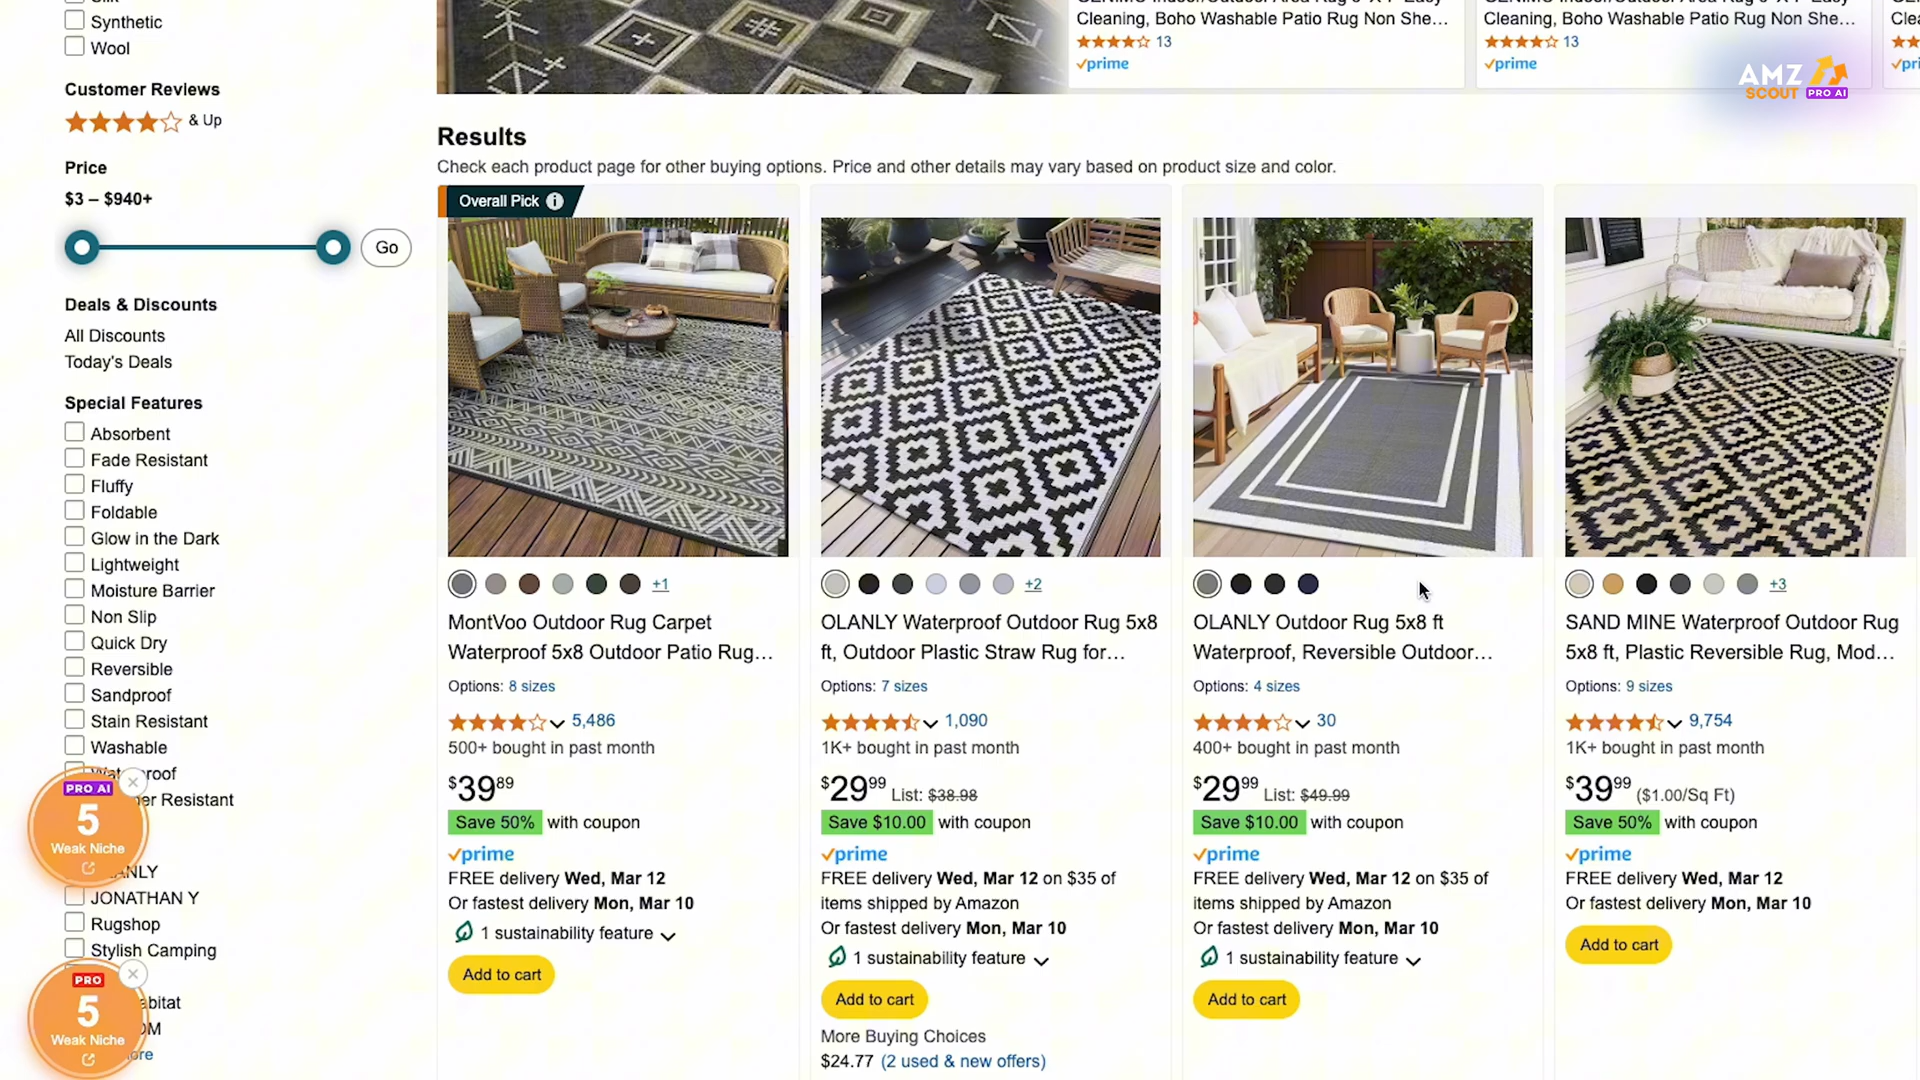 Synthetic
Wool
Customer Reviews
& Up
Price
$3 – $940+
Go
Deals & Discounts
All Discounts
Today's Deals
Special Features
Absorbent
Fade Resistant
Fluffy
Foldable
Glow in the Dark
Lightweight
Moisture Barrier
Non Slip
Quick Dry
Reversible
Sandproof
Stain Resistant
Washable
PRO AI
5
Weak Niche
Resistant
JONATHAN Y
Rugshop
Stylish Camping
PRO
5
Weak Niche
Cleaning, Boho Washable Patio Rug Non She...
13
prime
Cleaning, Boho Washable Patio Rug Non She...
13
prime
AMZ
SCOUT PRO AI
Results
Check each product page for other buying options. Price and other details may vary based on product size and color.
Overall Pick
+1
MontVoo Outdoor Rug Carpet
Waterproof 5x8 Outdoor Patio Rug...
Options: 8 sizes
5,486
500+ bought in past month
$39 89
Save 50% with coupon
prime
FREE delivery Wed, Mar 12
Or fastest delivery Mon, Mar 10
1 sustainability feature
Add to cart
+2
OLANLY Waterproof Outdoor Rug 5x8
ft, Outdoor Plastic Straw Rug for...
Options: 7 sizes
1,090
1K+ bought in past month
$29 99 List: $38.98
Save $10.00 with coupon
prime
FREE delivery Wed, Mar 12 on $35 of
items shipped by Amazon
Or fastest delivery Mon, Mar 10
1 sustainability feature
Add to cart
More Buying Choices
$24.77 (2 used & new offers)
OLANLY Outdoor Rug 5x8 ft
Waterproof, Reversible Outdoor...
Options: 4 sizes
30
400+ bought in past month
$29 99 List: $49.99
Save $10.00 with coupon
prime
FREE delivery Wed, Mar 12 on $35 of
items shipped by Amazon
Or fastest delivery Mon, Mar 10
1 sustainability feature
Add to cart
+3
SAND MINE Waterproof Outdoor Rug
5x8 ft, Plastic Reversible Rug, Mod...
Options: 9 sizes
9,754
1K+ bought in past month
$39 99 ($1.00/Sq Ft)
Save 50% with coupon
prime
FREE delivery Wed, Mar 12
Or fastest delivery Mon, Mar 10
Add to cart